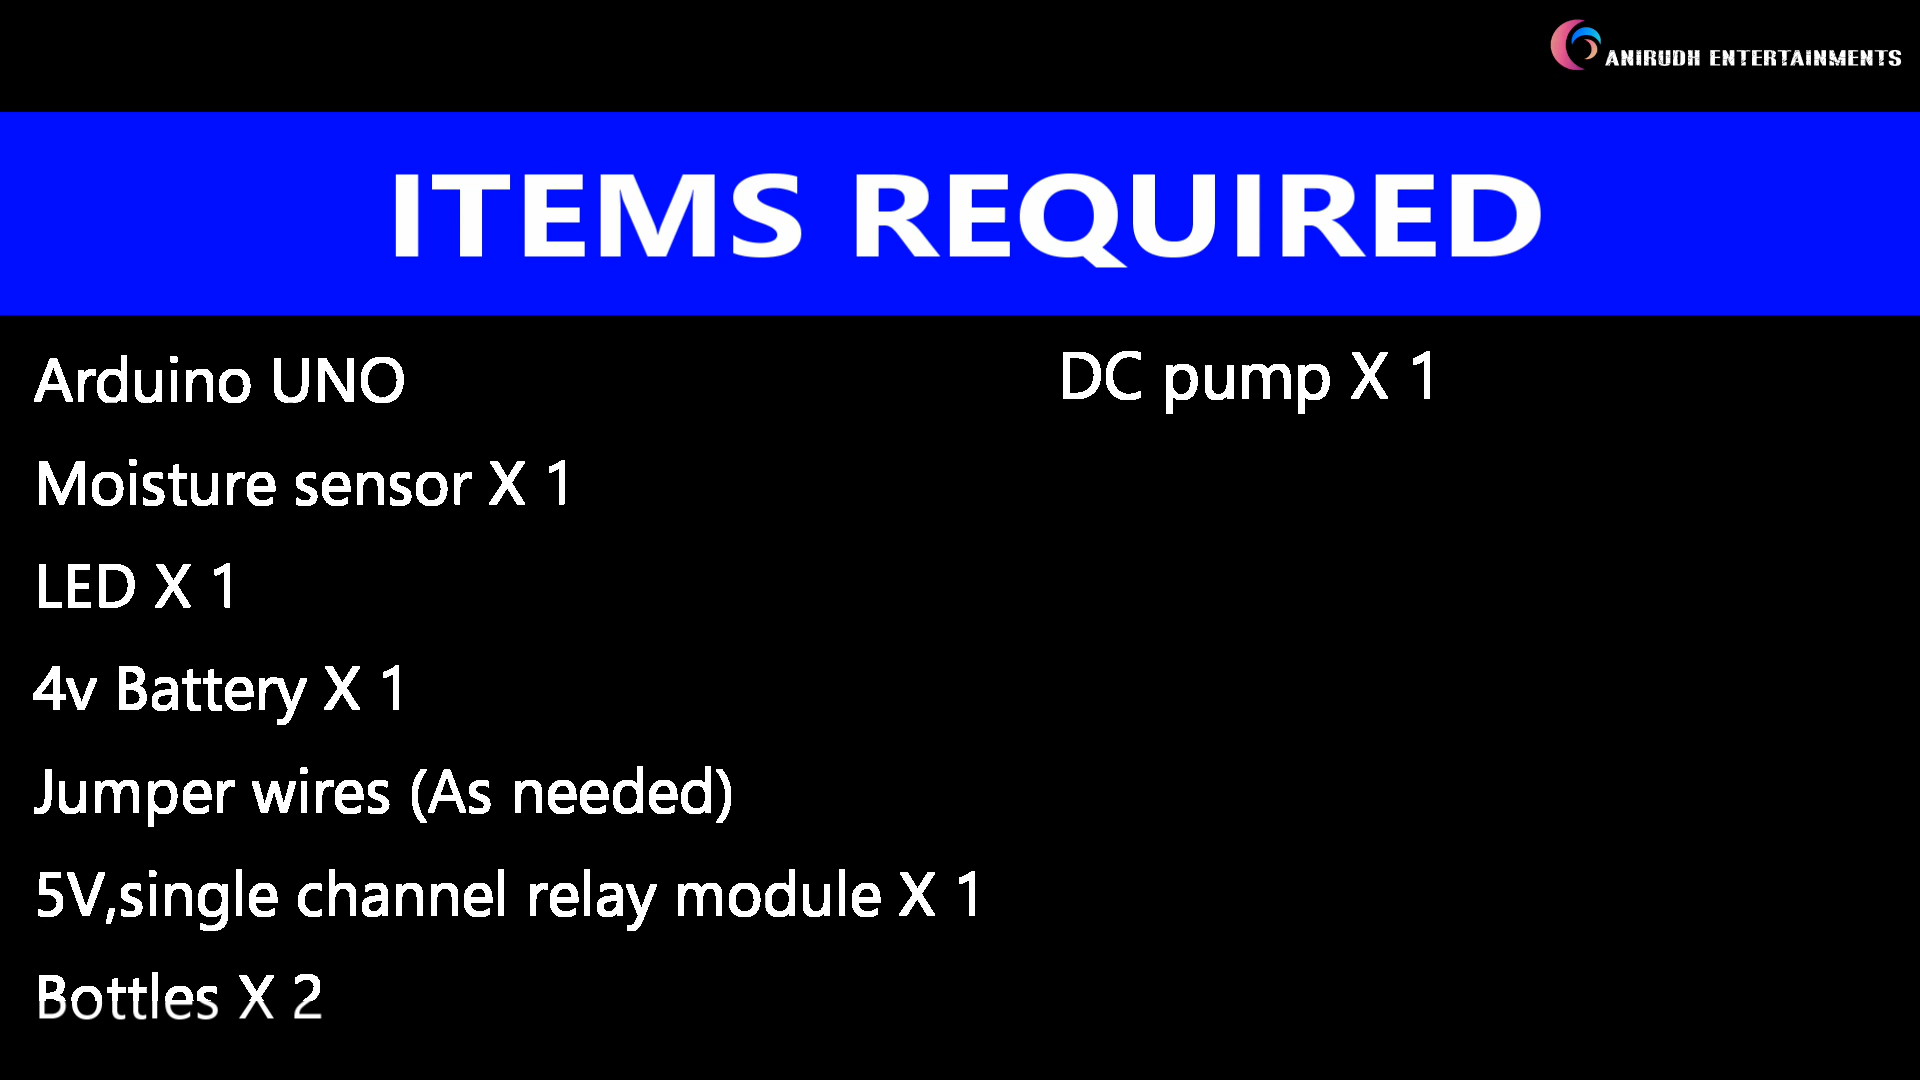 ANIRUDH ENTERTAINMENTS
ITEMS REQUIRED
Arduino UNO
Moisture sensor X 1
LED X 1
4v Battery X 1
Jumper wires (As needed)
5V,single channel relay module X 1
Bottles X 2
DC pump X 1